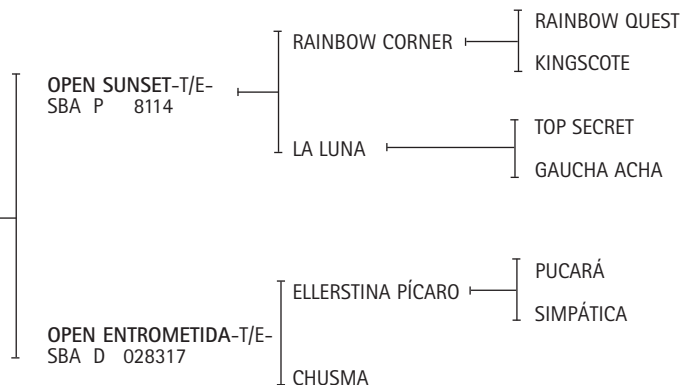 RAINBOW QUEST
RAINBOW CORNER
KINGSCOTE
OPEN SUNSET-T/E-
SBA P 8114
TOP SECRET
LA LUNA
GAUCHA ACHA
PUCARÁ
ELLERSTINA PÍCARO
SIMPÁTICA
OPEN ENTROMETIDA-T/E-
SBA D 028317
CHUSMA